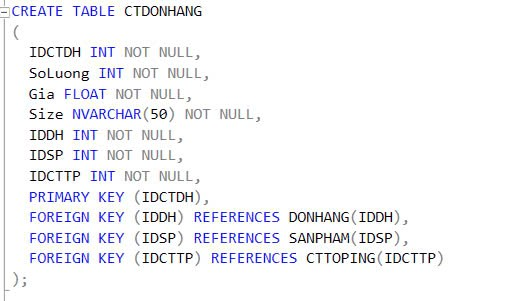 CREATE TABLE CTDONHANG
(
IDCTDH INT NOT NULL,
SoLuong INT NOT NULL,
Gia FLOAT NOT NULL,
Size NVARCHAR(50) NOT NULL,
IDDH INT NOT NULL,
IDSP INT NOT NULL,
IDCTTP INT NOT NULL,
PRIMARY KEY (IDCTDH),
FOREIGN KEY (IDDH) REFERENCES DONHANG(IDDH),
FOREIGN KEY (IDSP) REFERENCES SANPHAM(IDSP),
FOREIGN KEY (IDCTTP) REFERENCES CTTOPING(IDCTTP)
);